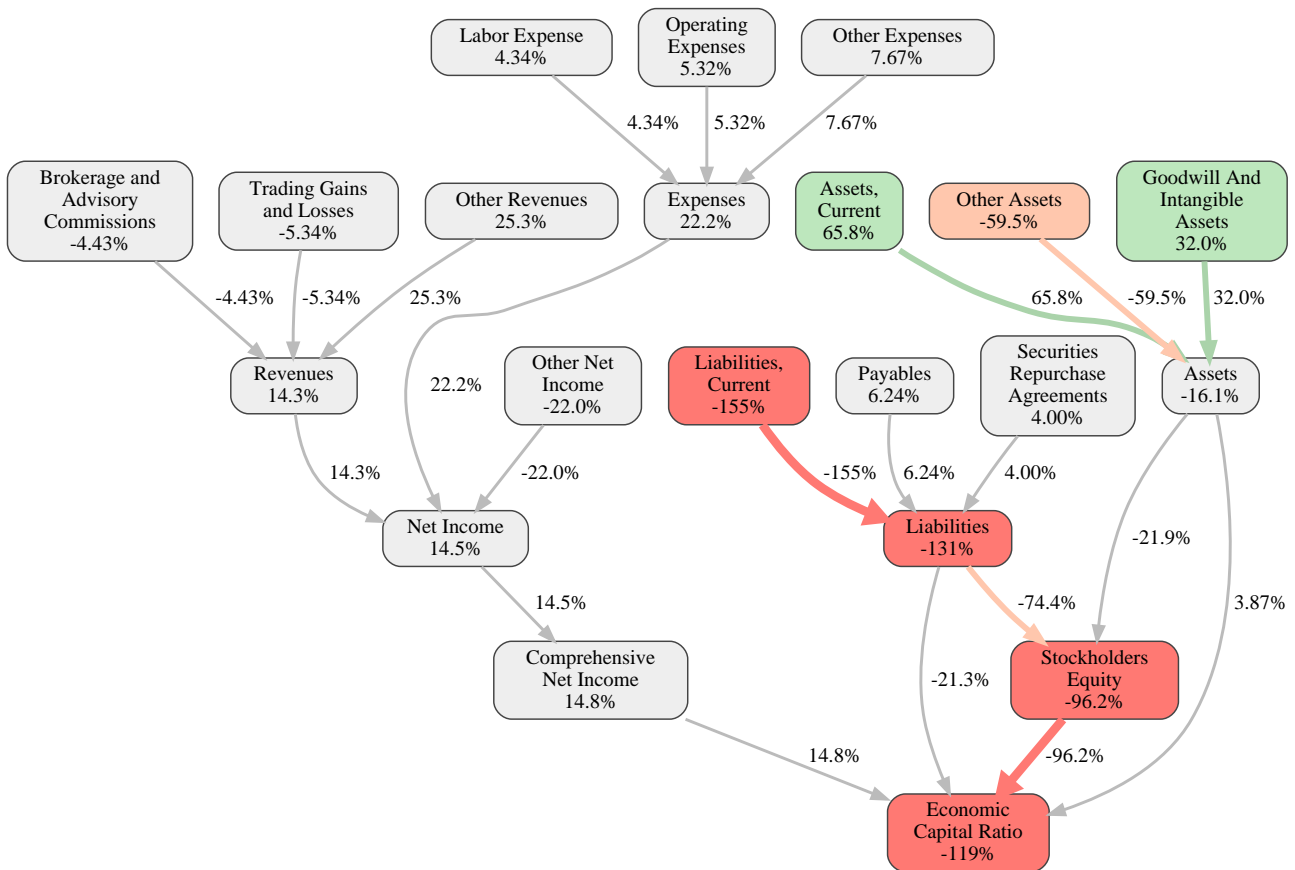 Labor Expense
4.34%
Operating
Expenses
5.32%
Other Expenses
7.67%
4.34%
5.32%
7.67%
Brokerage and
Advisory
Commissions
-4.43%
Trading Gains
and Losses
-5.34%
Other Revenues
25.3%
Expenses
22.2%
Assets,
Current
65.8%
Other Assets
-59.5%
Goodwill And
Intangible
Assets
32.0%
-4.43%
-5.34%
25.3%
65.8%
-59.5%
32.0%
Revenues
14.3%
22.2%
Other Net
Income
-22.0%
Liabilities,
Current
-155%
Payables
6.24%
Securities
Repurchase
Agreements
4.00%
Assets
-16.1%
14.3%
-22.0%
-155%
6.24%
4.00%
Net Income
14.5%
Liabilities
-131%
-21.9%
14.5%
-74.4%
3.87%
Comprehensive
Net Income
14.8%
-21.3%
Stockholders
Equity
-96.2%
14.8%
-96.2%
Economic
Capital Ratio
-119%